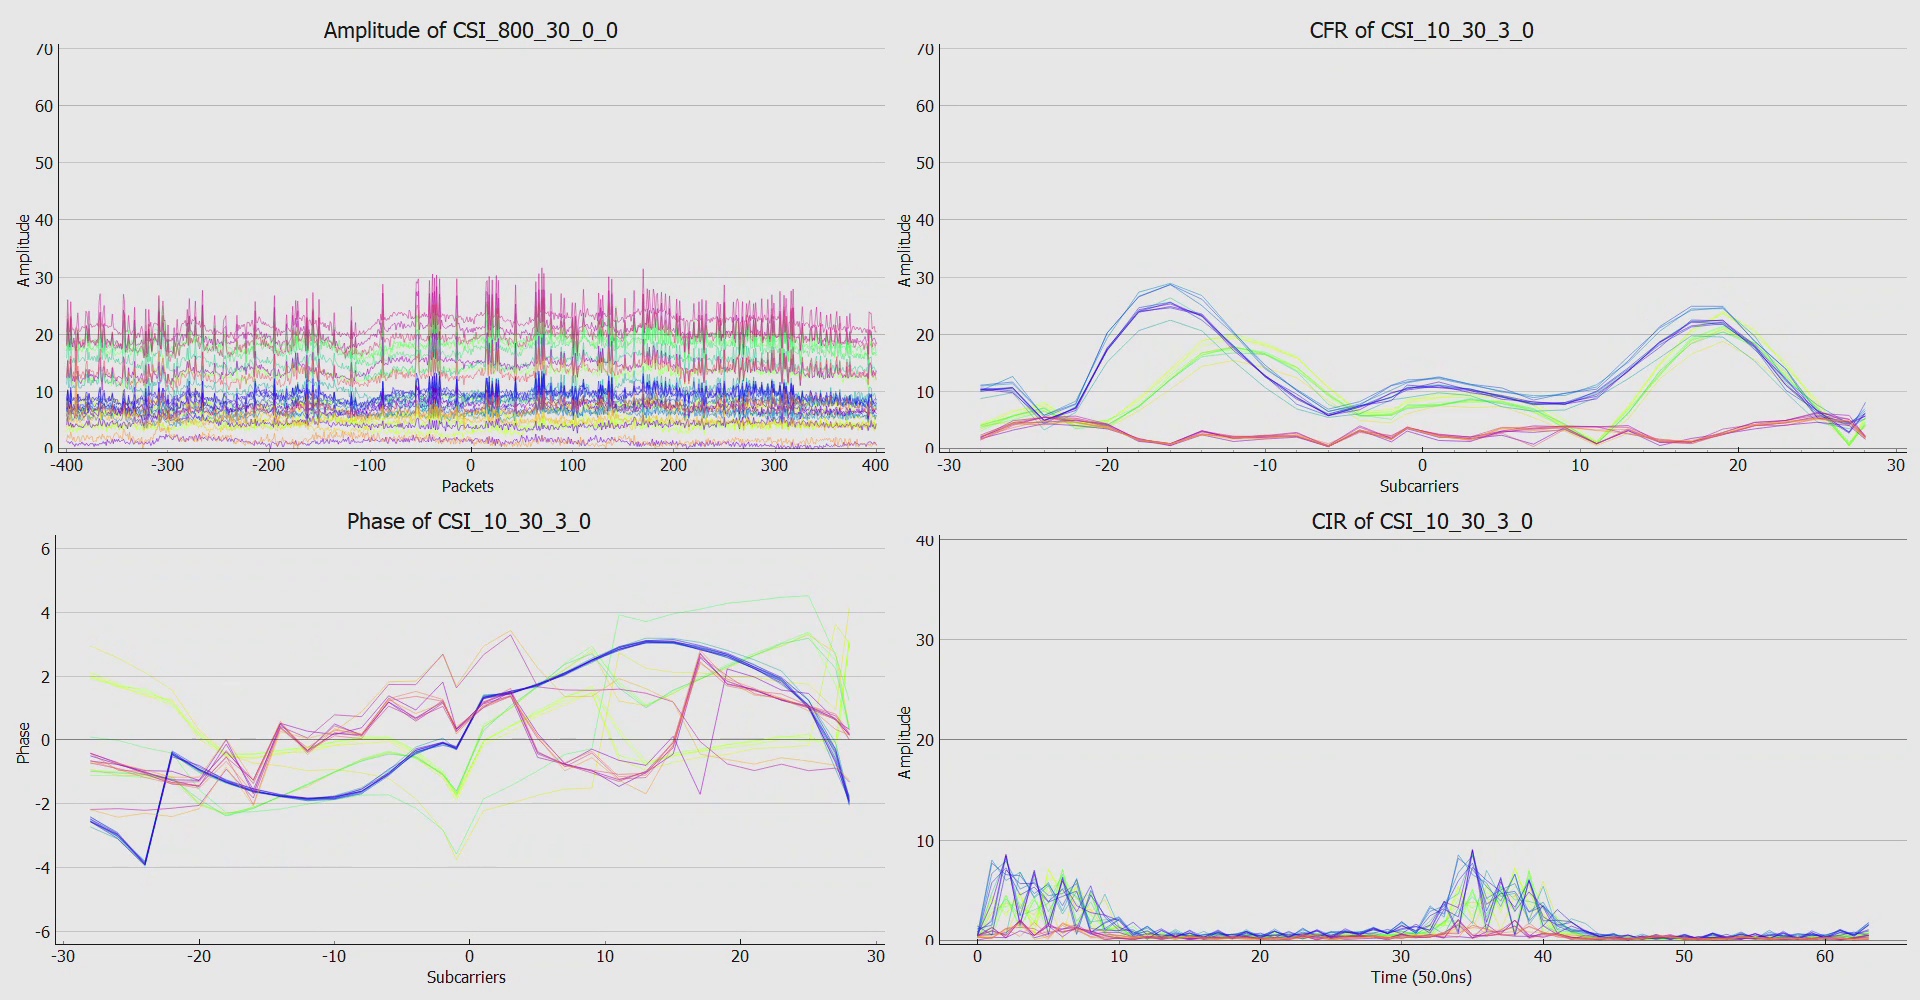 Amplitude of CSI_800_30_0_0
70
60
50
40
30
20
10
0
Amplitude
-400 -300 -200 -100 0 100 200 300 400
Packets
CFR of CSI_10_30_3_0
70
60
50
40
30
20
10
0
Amplitude
-30 -20 -10 0 10 20 30
Subcarriers
Phase of CSI_10_30_3_0
6
4
2
0
-2
-4
-6
Phase
-30 -20 -10 0 10 20 30
Subcarriers
CIR of CSI_10_30_3_0
40
30
20
10
0
Amplitude
0 10 20 30 40 50 60
Time (50.0ns)